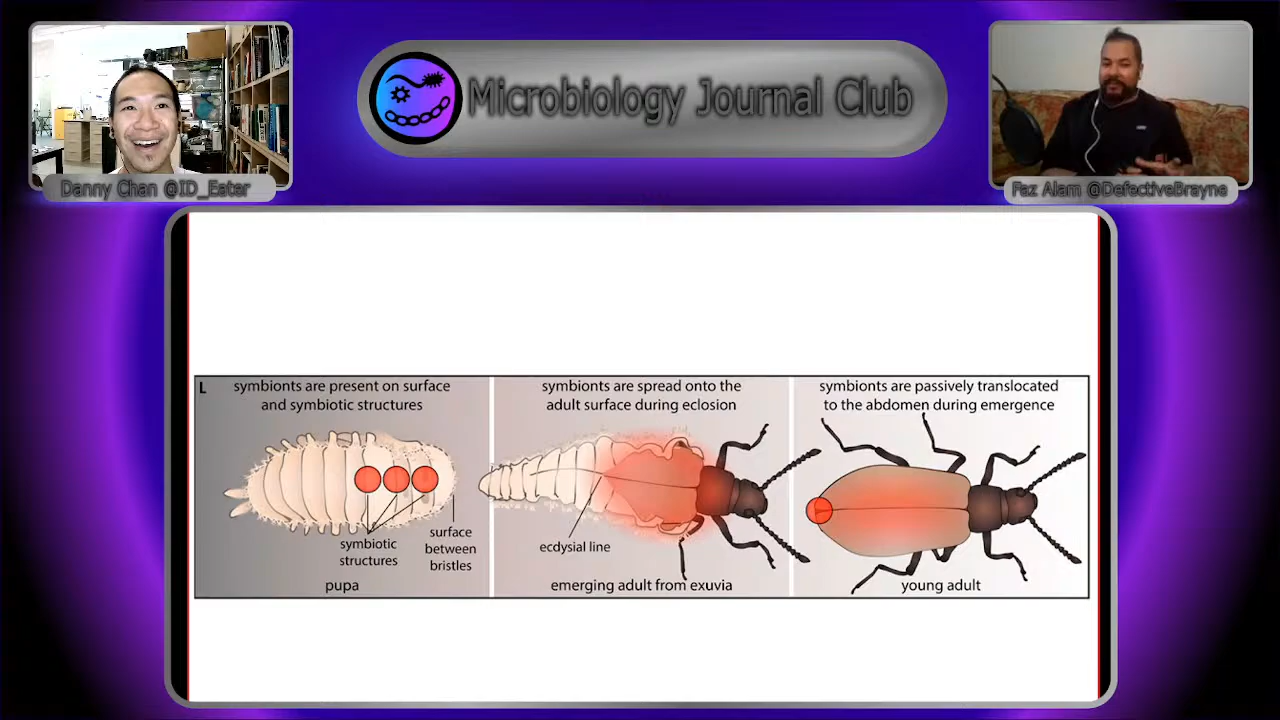 Microbiology Journal Club
Danny Chan @ID_Eater
Faz Alam @DefectiveBrayne
L
symbionts are present on surface
and symbiotic structures
symbiotic
structures
surface
between
bristles
pupa
symbionts are spread onto the
adult surface during eclosion
ecdysial line
emerging adult from exuvia
symbionts are passively translocated
to the abdomen during emergence
young adult